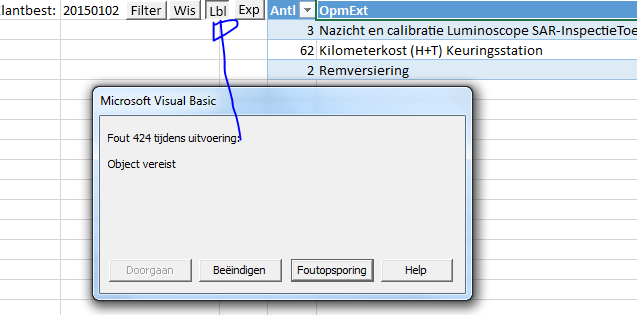 lantbest: 20150102 Filter Wis Lbl Exp Antl OpmExt
3 Nazicht en calibratie Luminoscope SAR-InspectieToe
62 Kilometerkost (H+T) Keuringsstation
2 Remversiering
Microsoft Visual Basic
Fout 424 tijdens uitvoering:
Object vereist
Doorgaan Beëindigen Foutopsporing Help